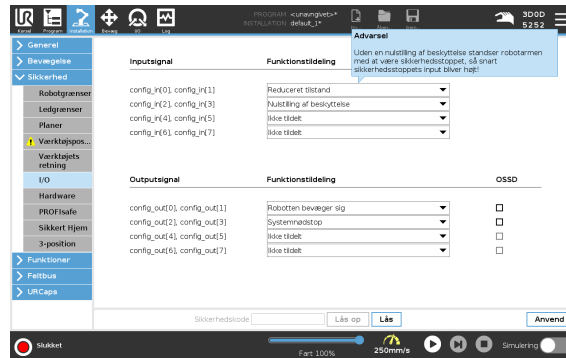 PROGRAM <unavngivet>*
INSTALLATION default_1*
3D0D
5252
Kørsel Program Installation Bevæg I/O Log
Advarsel
Uden en nulstilling af beskyttelse standser robotarmen
med at være sikkerhedsstoppet, så snart
sikkerhedsstoppets input bliver højt!
Generel
Bevægelse
Sikkerhed
Robotgrænser
Ledgrænser
Planer
Værktøjspos...
Værktøjets
retning
I/O
Hardware
PROFIsafe
Sikkert Hjem
3-position
Funktioner
Feltbus
URCaps
Inputsignal Funktionstildeling
config_in[0], config_in[1] Reduceret tilstand
config_in[2], config_in[3] Nulstilling af beskyttelse
config_in[4], config_in[5] Ikke tildelt
config_in[6], config_in[7] Ikke tildelt
Outputsignal Funktionstildeling OSSD
config_out[0], config_out[1] Robotten bevæger sig
config_out[2], config_out[3] Systemnødstop
config_out[4], config_out[5] Ikke tildelt
config_out[6], config_out[7] Ikke tildelt
Sikkerhedskode Lås op Lås Anvend
Slukket Fart 100% 250mm/s Simulering